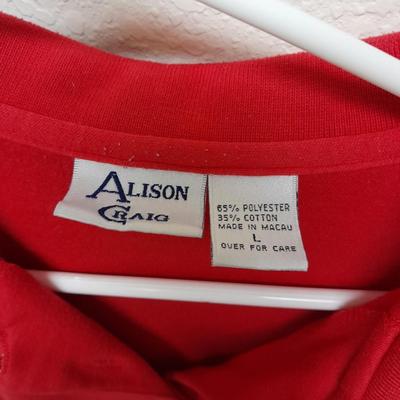 ALISON
CRAIG
65% POLYESTER
35% COTTON
MADE IN MACAU
L
OVER FOR CARE